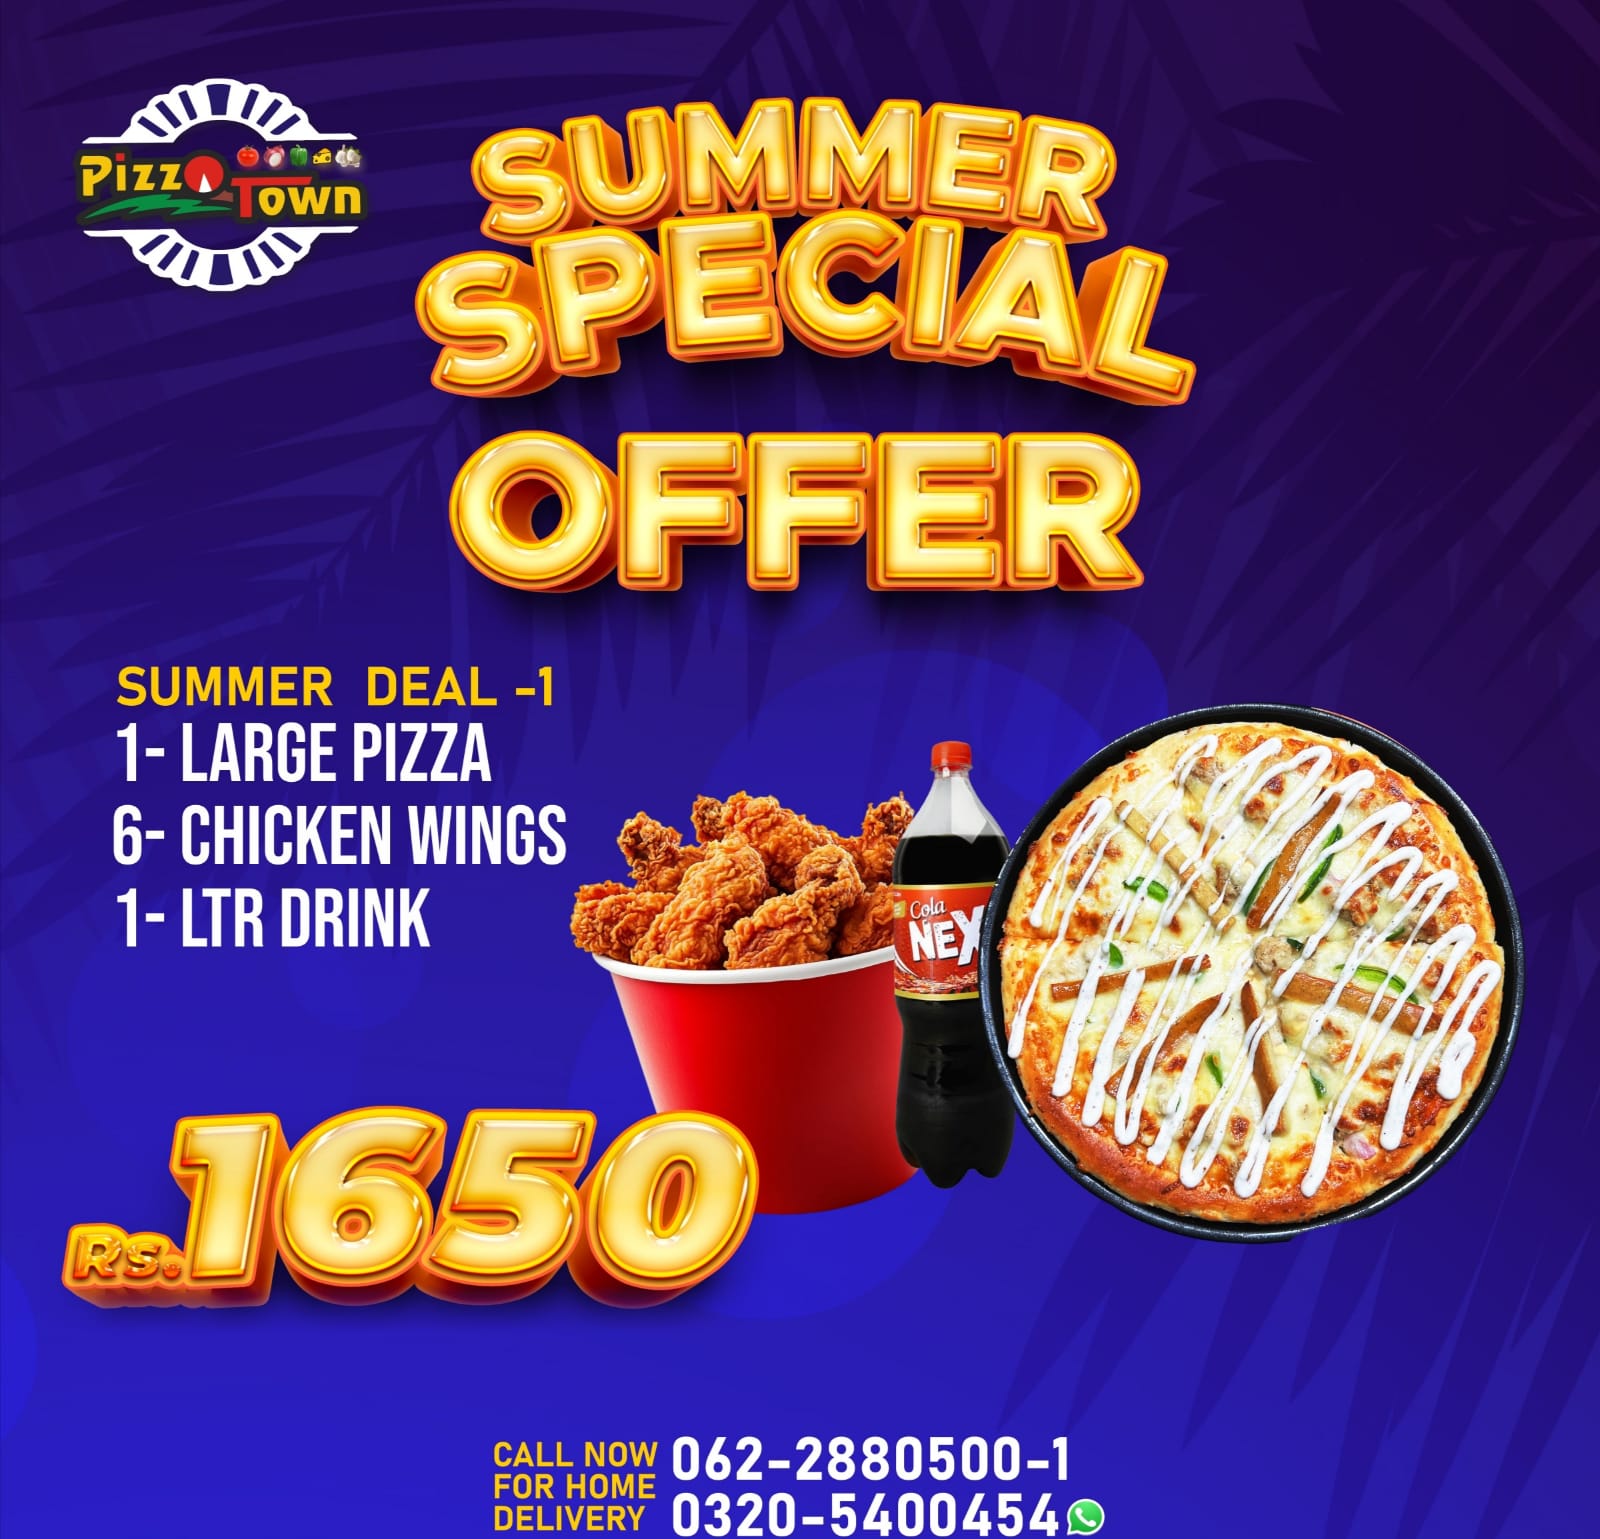 Pizza
Town
SUMMER
SPECIAL
OFFER
SUMMER DEAL -1
1- LARGE PIZZA
6- CHICKEN WINGS
1- LTR DRINK
Cola
NEX
Rs.1650
CALL NOW
FOR HOME
DELIVERY
062-2880500-1
0320-5400454